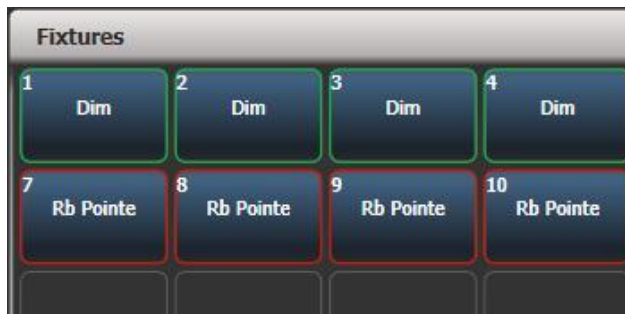 Fixtures
1 2 3 4
Dim Dim Dim Dim
7 8 9 10
Rb Pointe Rb Pointe Rb Pointe Rb Pointe